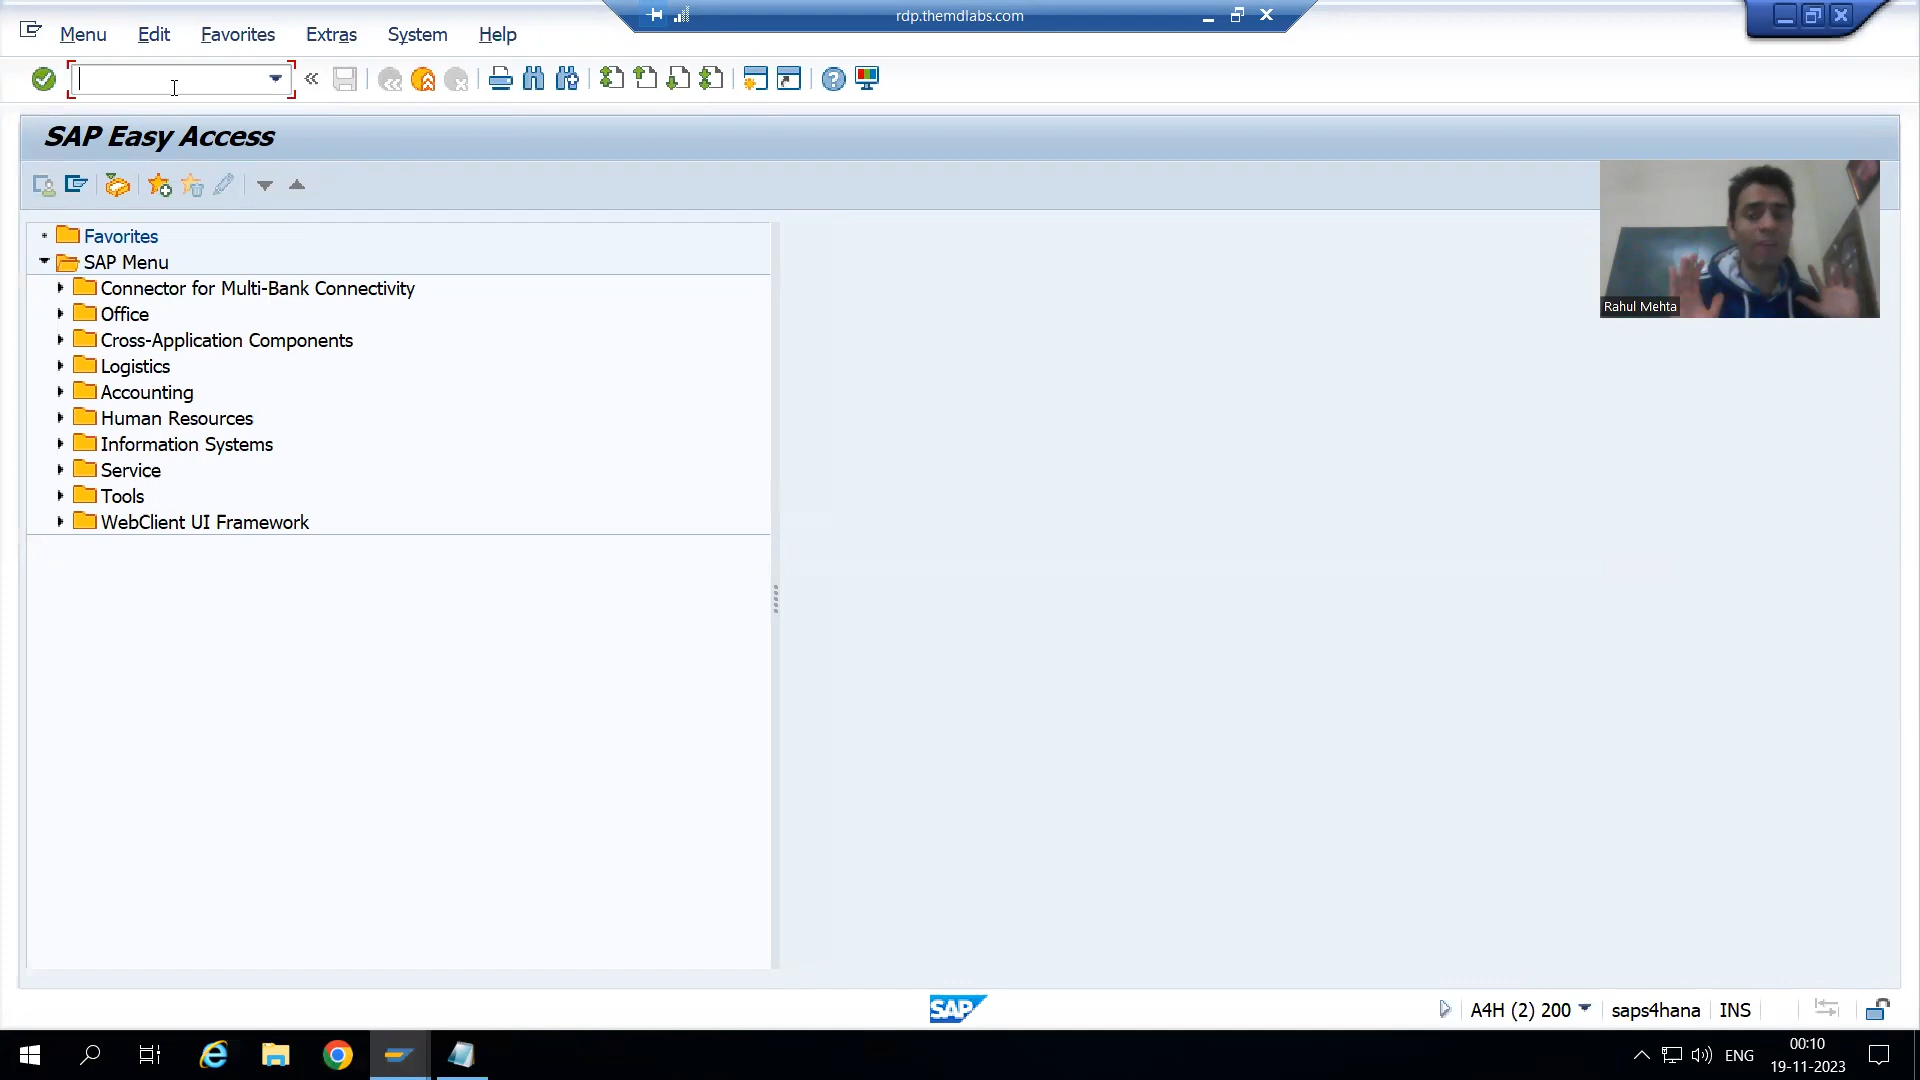 rdp.themdlabs.com
Menu Edit Favorites Extras System Help
SAP Easy Access
Favorites
SAP Menu
Connector for Multi-Bank Connectivity
Office
Cross-Application Components
Logistics
Accounting
Human Resources
Information Systems
Service
Tools
WebClient UI Framework
Rahul Mehta
SAP
A4H (2) 200 saps4hana INS
ENG
00:10
19-11-2023